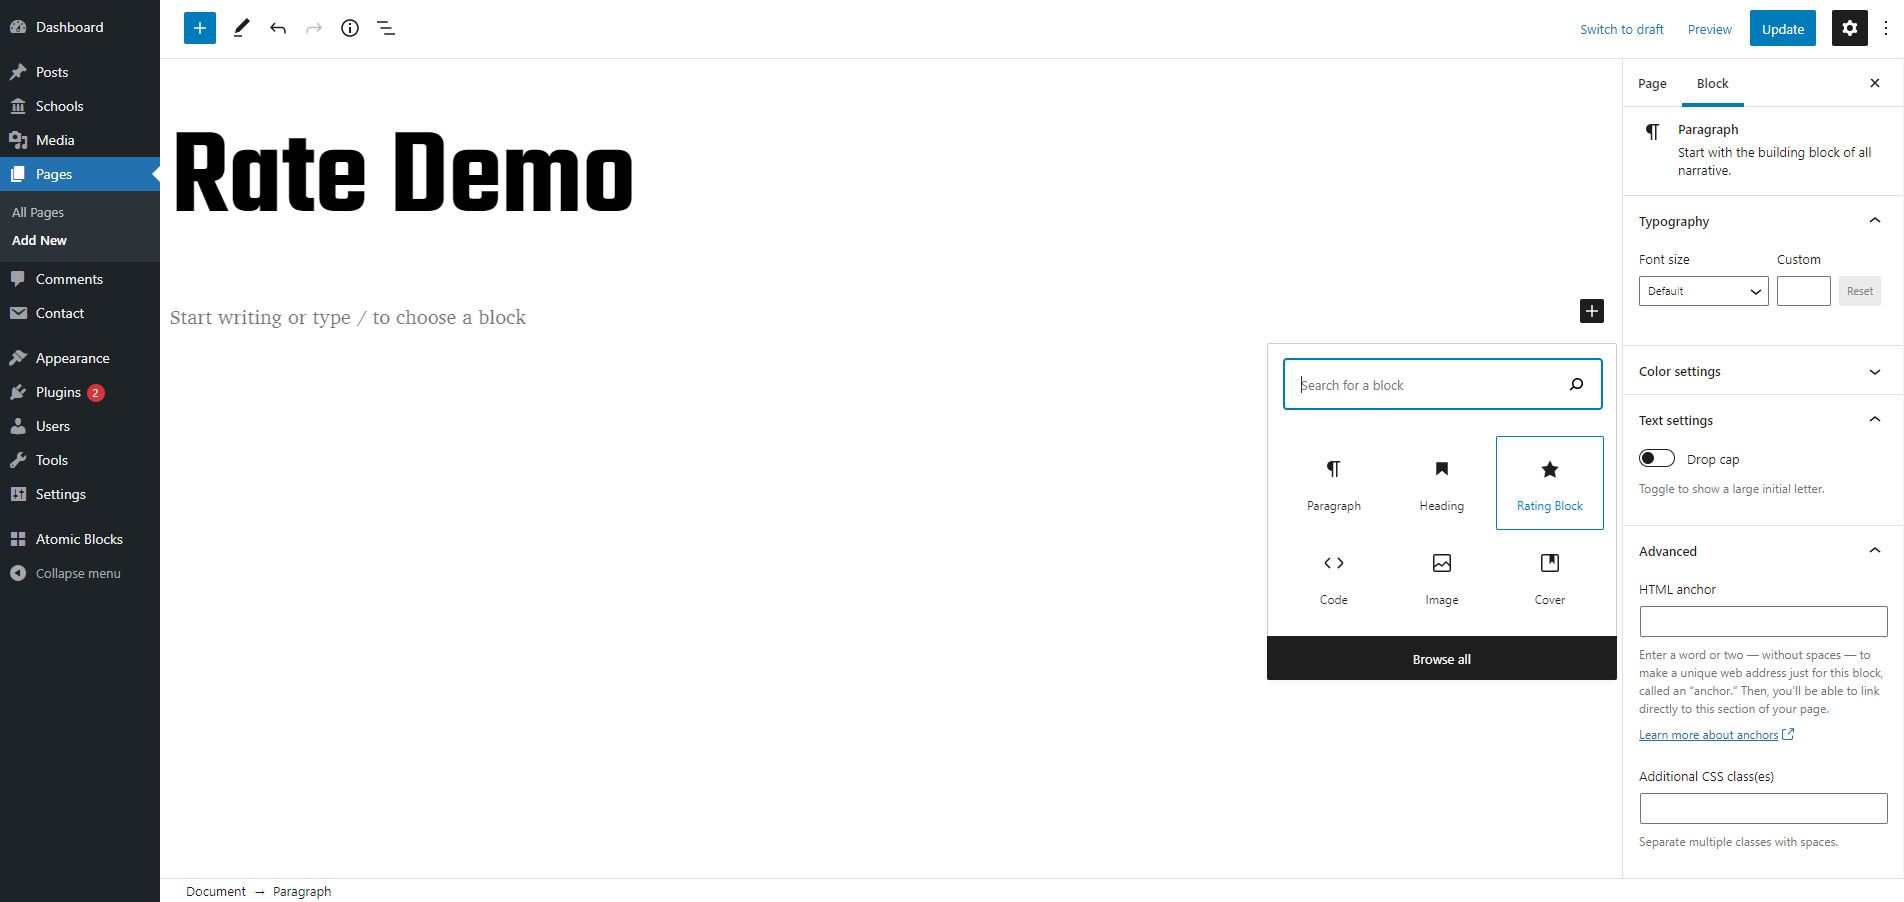 Dashboard
Posts
Schools
Media
Pages
All Pages
Add New
Comments
Contact
Appearance
Plugins 2
Users
Tools
Settings
Atomic Blocks
Collapse menu
Switch to draft
Preview
Update
Rate Demo
Start writing or type / to choose a block
Search for a block
Paragraph
Heading
Rating Block
Code
Image
Cover
Browse all
Page
Block
Paragraph
Start with the building block of all
narrative.
Typography
Font size
Custom
Default
Reset
Color settings
Text settings
Drop cap
Toggle to show a large initial letter.
Advanced
HTML anchor
Enter a word or two — without spaces — to
make a unique web address just for this block,
called an “anchor.” Then, you’ll be able to link
directly to this section of your page.
Learn more about anchors
Additional CSS class(es)
Separate multiple classes with spaces.
Document → Paragraph